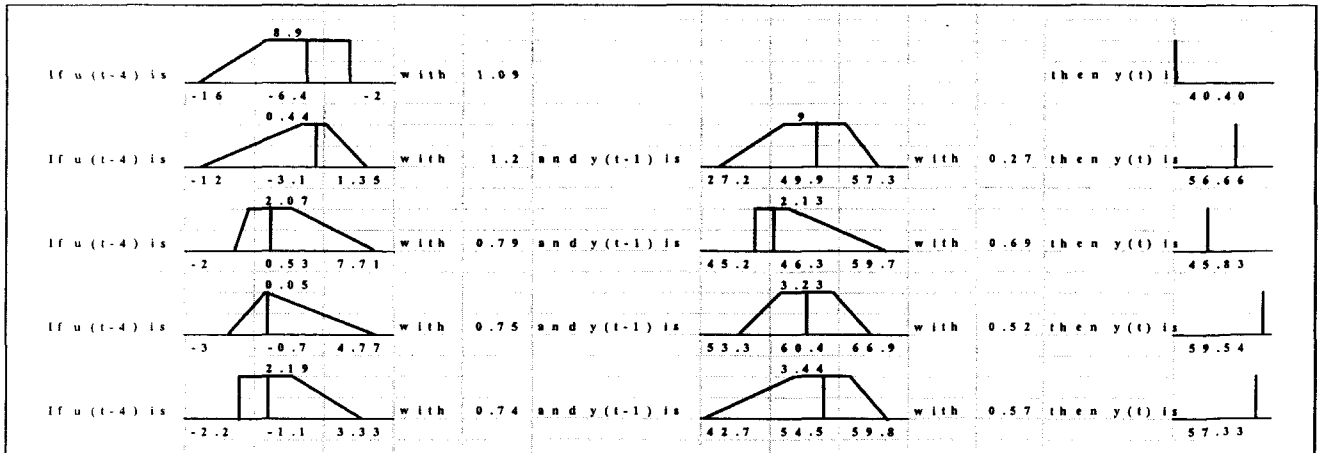 8.9
If u(t-4) is with 1.09 then y(t) is
-16 -6.4 -2 40.40
0.44 9
If u(t-4) is with 1.2 and y(t-1) is with 0.27 then y(t) is
-12 -3.1 1.35 27.2 49.9 57.3 56.66
2.07 2.13
If u(t-4) is with 0.79 and y(t-1) is with 0.69 then y(t) is
-2 0.53 7.71 45.2 46.3 59.7 45.83
0.05 3.23
If u(t-4) is with 0.75 and y(t-1) is with 0.52 then y(t) is
-3 -0.7 4.77 53.3 60.4 66.9 59.54
2.19 3.44
If u(t-4) is with 0.74 and y(t-1) is with 0.57 then y(t) is
-2.2 -1.1 3.33 42.7 54.5 59.8 57.33